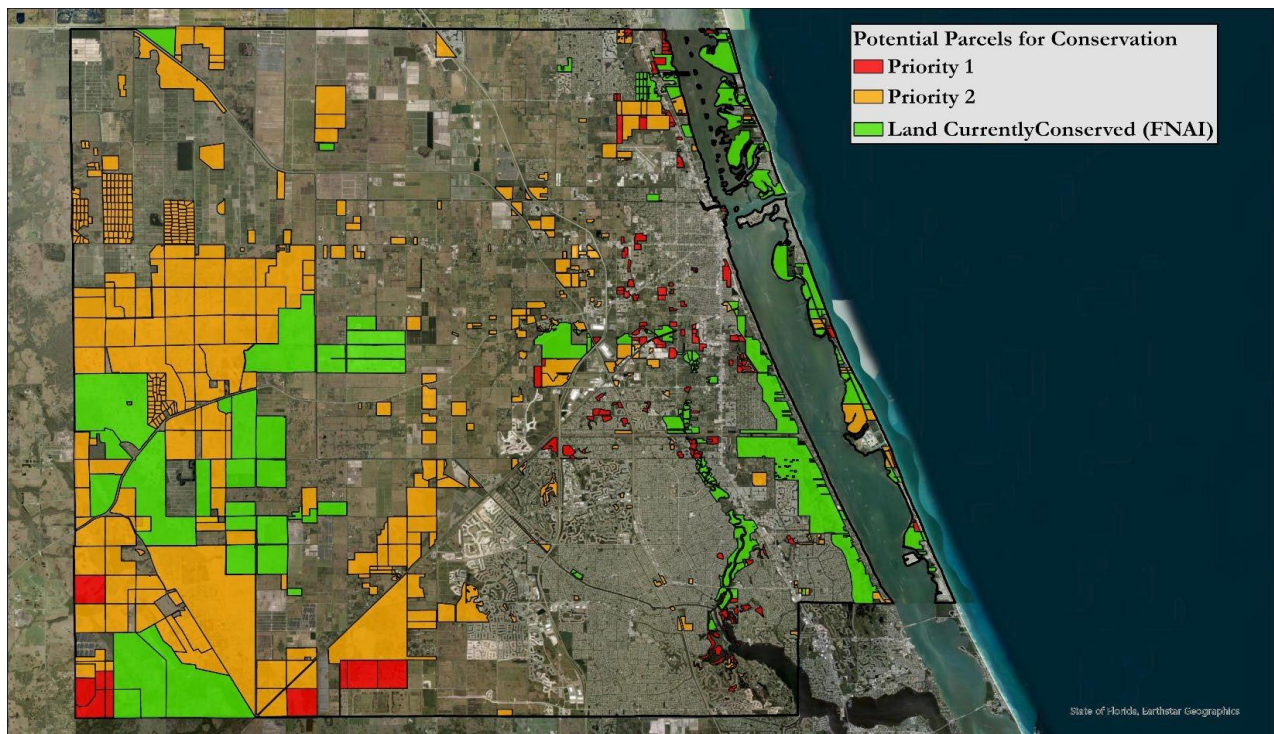 Potential Parcels for Conservation
Priority 1
Priority 2
Land CurrentlyConserved (FNAI)
State of Florida, Earthstar Geographics